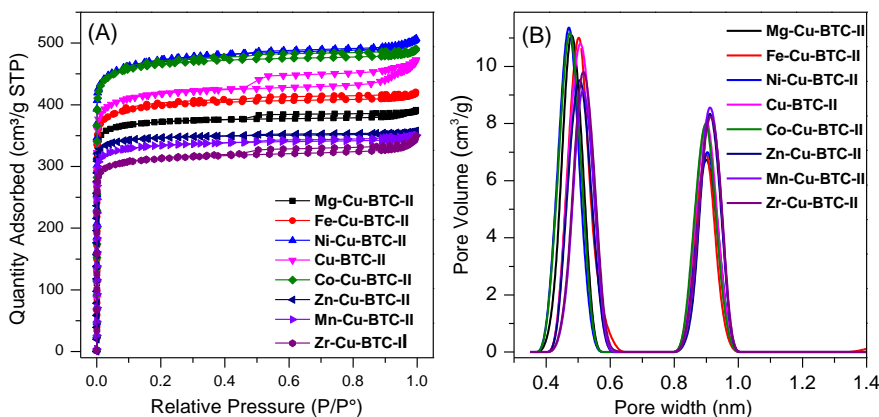 (A)
500
400
300
200
100
0
Quantity Adsorbed (cm³/g STP)
Mg-Cu-BTC-II
Fe-Cu-BTC-II
Ni-Cu-BTC-II
Cu-BTC-II
Co-Cu-BTC-II
Zn-Cu-BTC-II
Mn-Cu-BTC-II
Zr-Cu-BTC-II
0.0 0.2 0.4 0.6 0.8 1.0
Relative Pressure (P/P°)
(B)
10
8
6
4
2
0
Pore Volume (cm³/g)
Mg-Cu-BTC-II
Fe-Cu-BTC-II
Ni-Cu-BTC-II
Cu-BTC-II
Co-Cu-BTC-II
Zn-Cu-BTC-II
Mn-Cu-BTC-II
Zr-Cu-BTC-II
0.4 0.6 0.8 1.0 1.2 1.4
Pore width (nm)